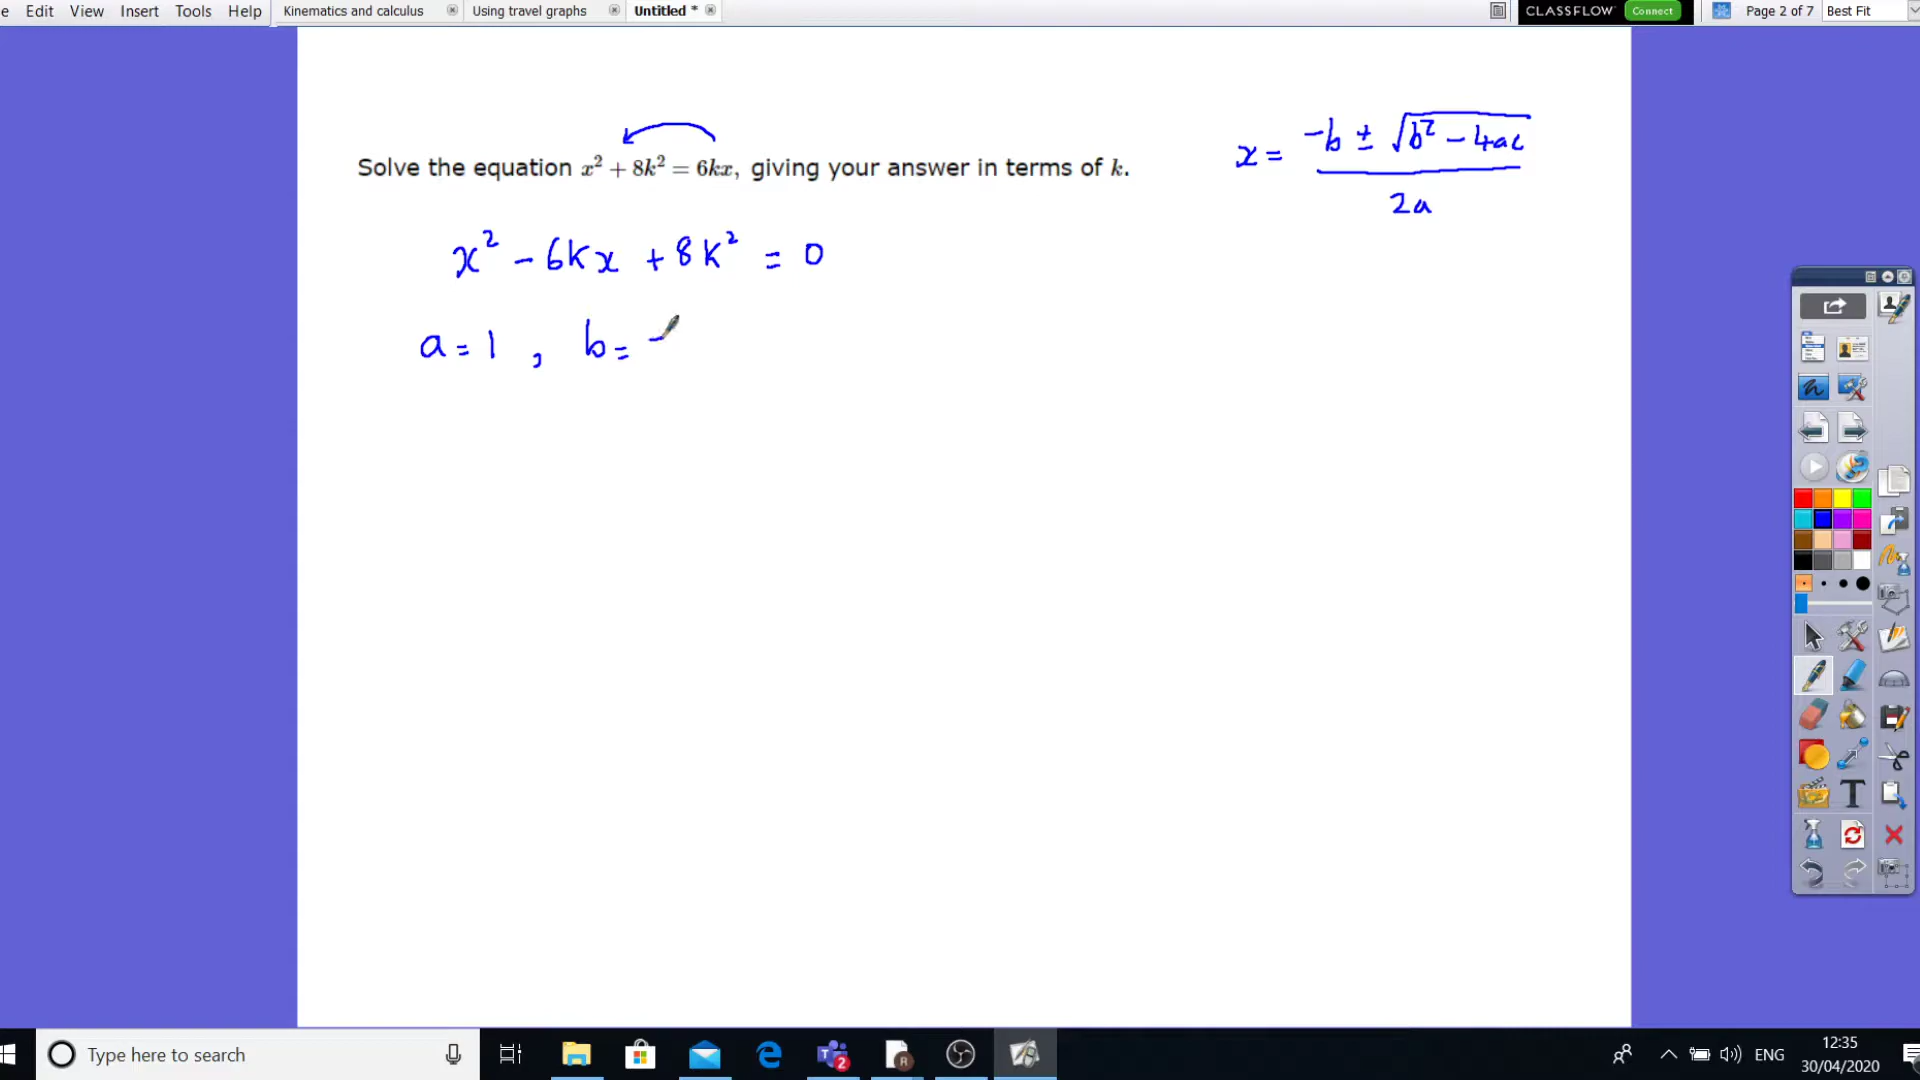 Edit View Insert Tools Help Kinematics and calculus Using travel graphs Untitled * CLASSFLOW Connect Page 2 of 7 Best Fit
Solve the equation x² + 8k² = 6kx, giving your answer in terms of k.
x = -b ± √b² - 4ac / 2a
x² - 6kx + 8k² = 0
a = 1 , b = -
Type here to search
2
R
ENG
12:35
30/04/2020